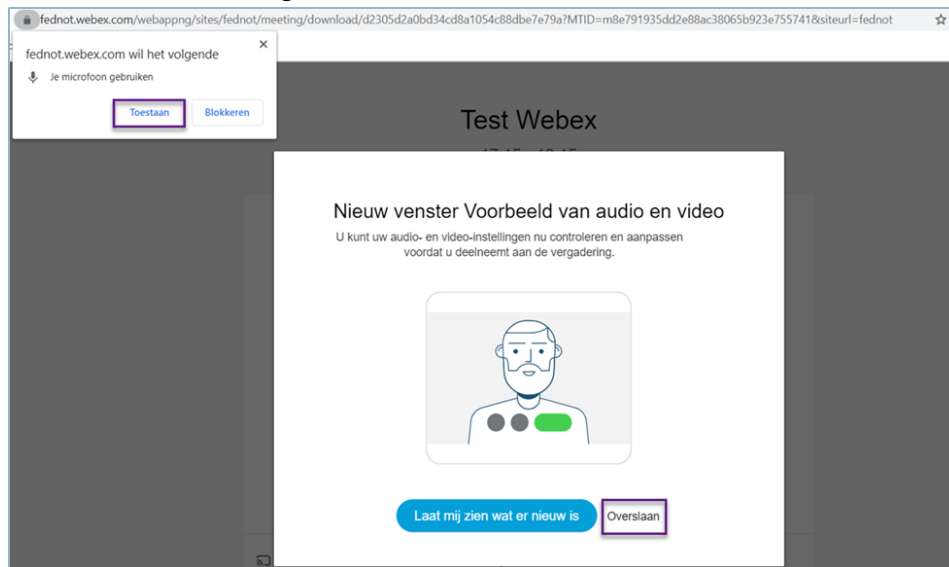 fednot.webex.com/webappng/sites/fednot/meeting/download/d2305d2a0bd34cd8a1054c88dbe7e79a?MTID=m8e791935dd2e88ac38065b923e755741&siteurl=fednot
fednot.webex.com wil het volgende
Je microfoon gebruiken
Toestaan Blokkeren
Test Webex
Nieuw venster Voorbeeld van audio en video
U kunt uw audio- en video-instellingen nu controleren en aanpassen
voordat u deelneemt aan de vergadering.
Laat mij zien wat er nieuw is Overslaan